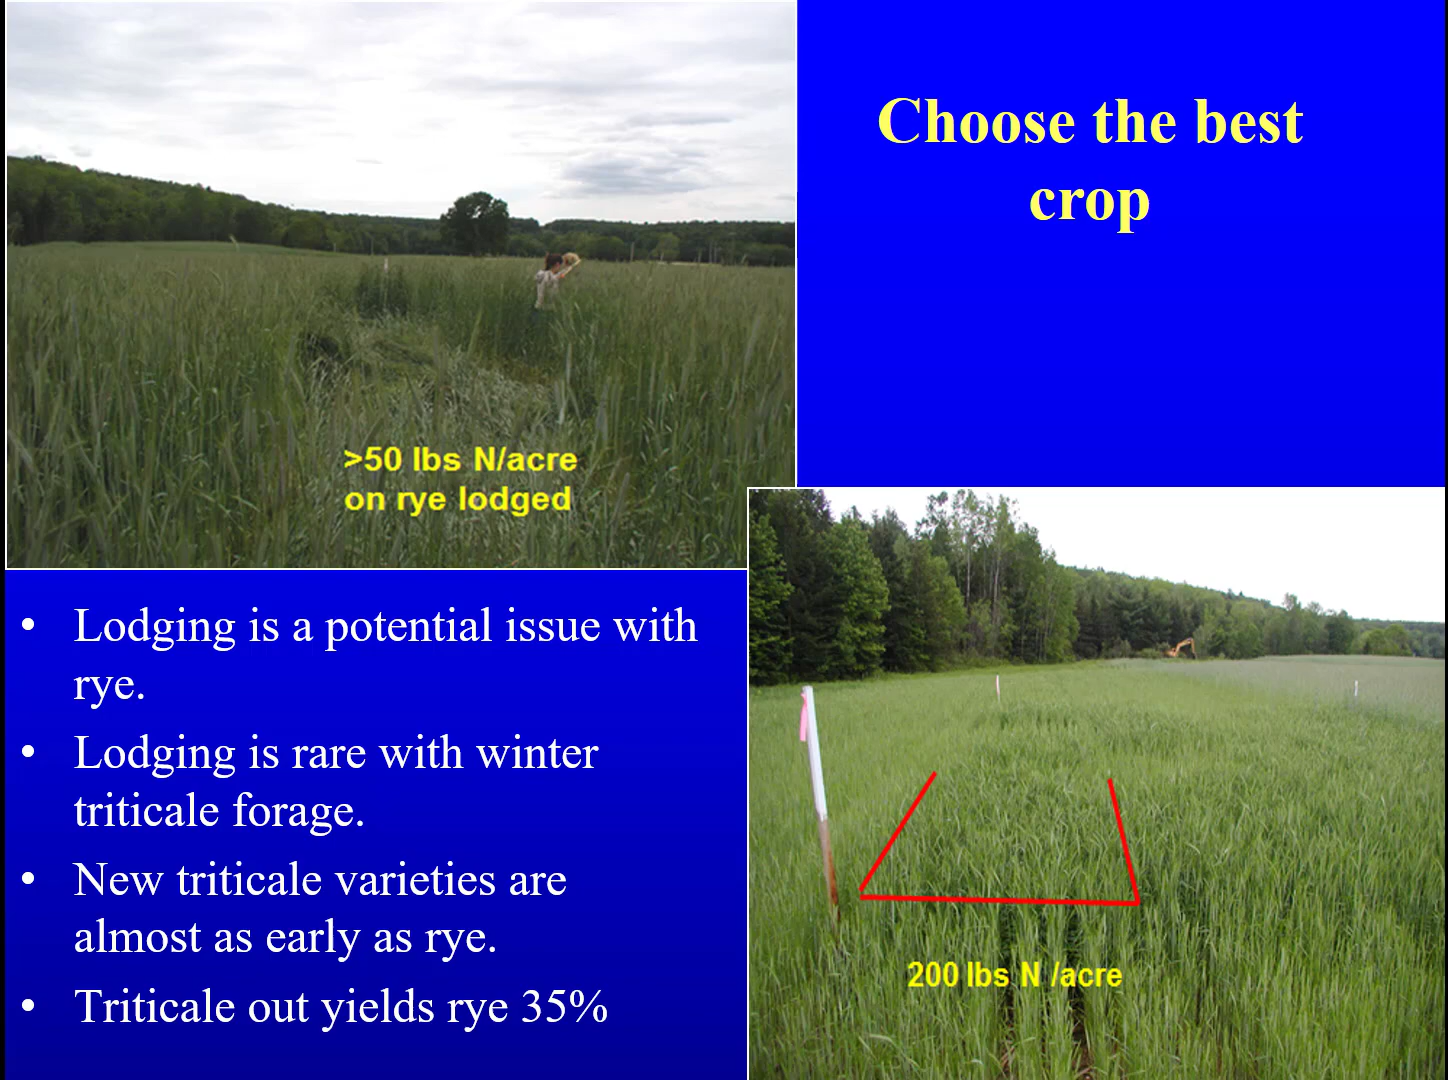 Choose the best
crop
>50 lbs N/acre
on rye lodged
• Lodging is a potential issue with
rye.
• Lodging is rare with winter
triticale forage.
• New triticale varieties are
almost as early as rye.
• Triticale out yields rye 35%
200 lbs N /acre